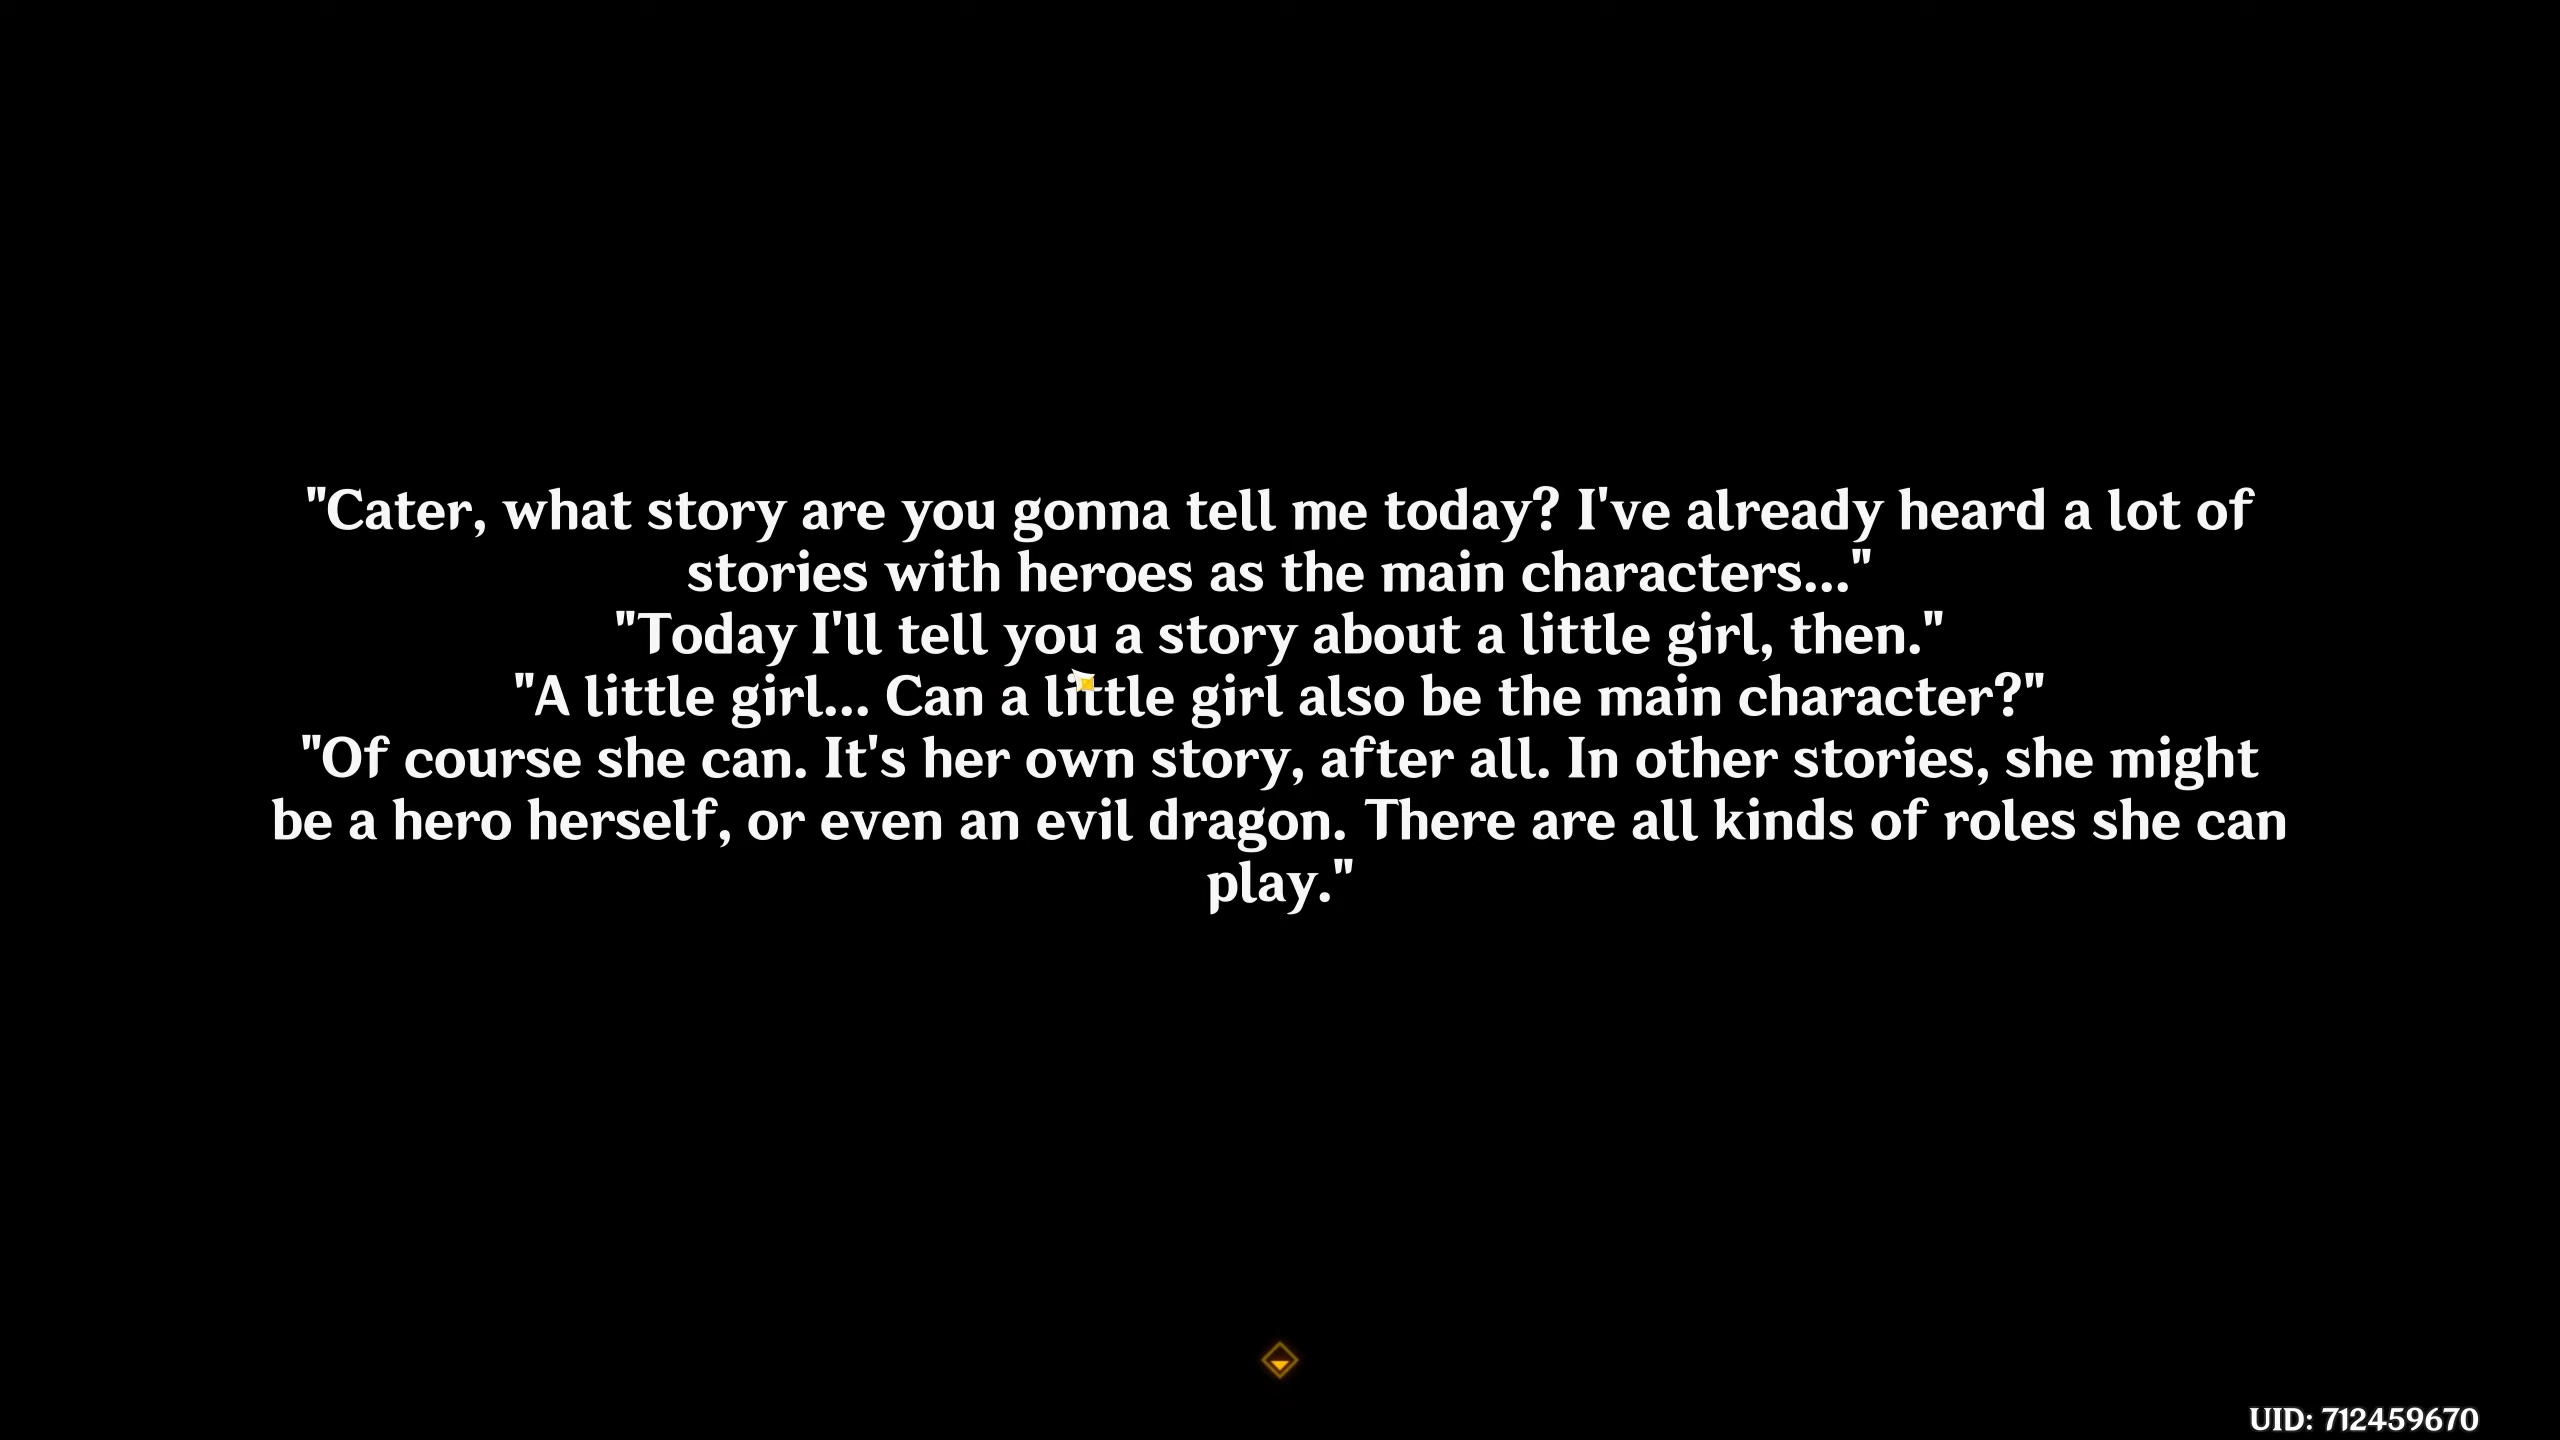 "Cater, what story are you gonna tell me today? I've already heard a lot of
stories with heroes as the main characters..."
"Today I'll tell you a story about a little girl, then."
"A little girl... Can a little girl also be the main character?"
"Of course she can. It's her own story, after all. In other stories, she might
be a hero herself, or even an evil dragon. There are all kinds of roles she can
play."
UID: 712459670